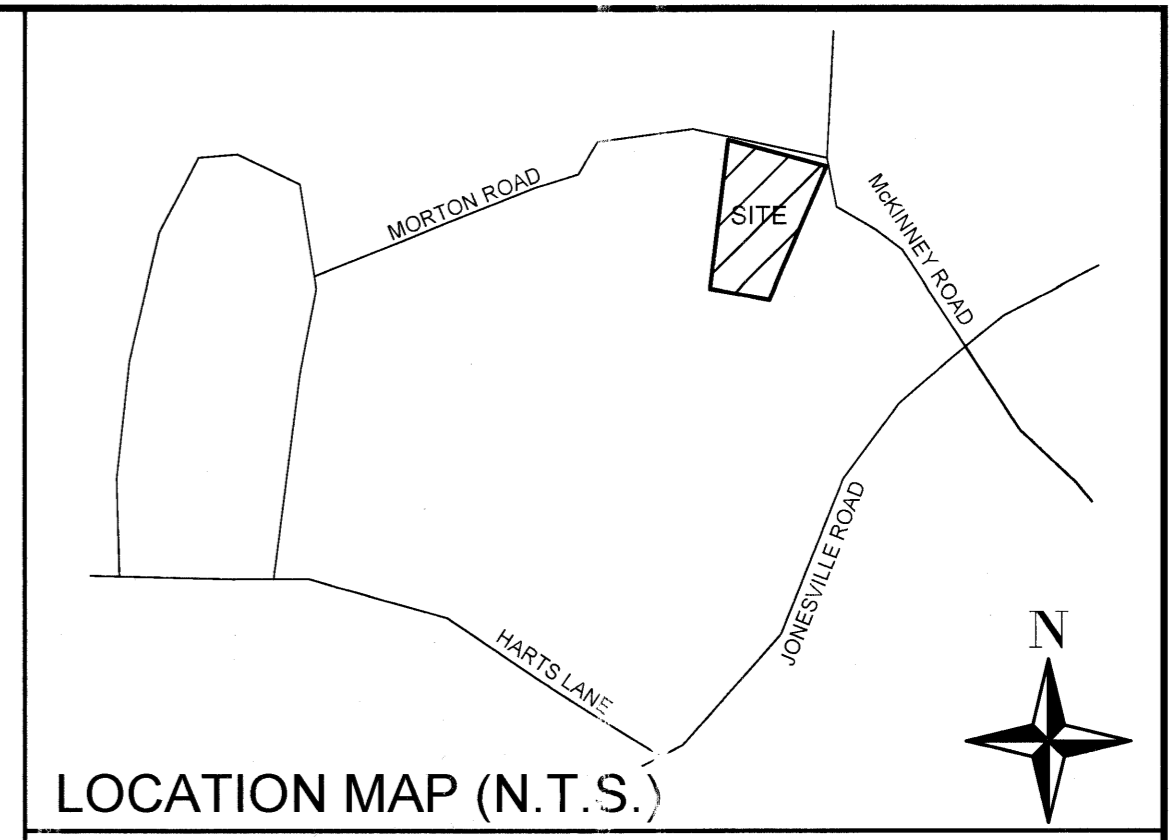 MORTON ROAD
SITE
McKINNEY ROAD
JONESVILLE ROAD
HARTS LANE
N
LOCATION MAP (N.T.S.)